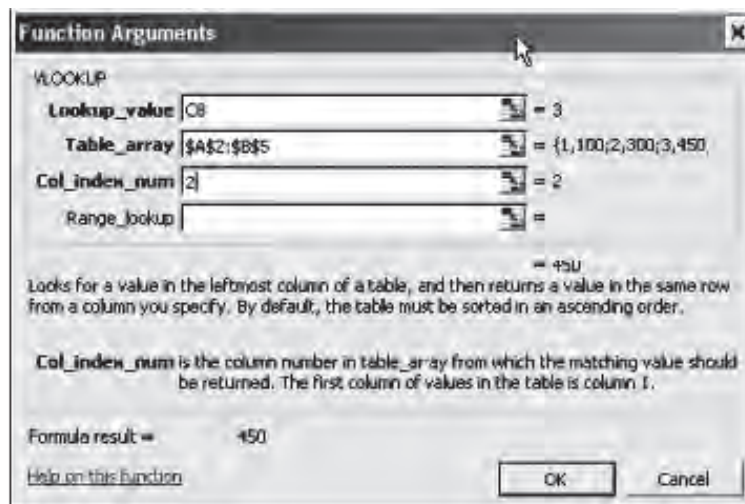 Function Arguments
VLOOKUP
Lookup_value C8 = 3
Table_array $A$2:$B$5 = {1,100;2,300;3,450
Col_index_num 2 = 2
Range_lookup =
= 450
Looks for a value in the leftmost column of a table, and then returns a value in the same row
from a column you specify. By default, the table must be sorted in an ascending order.
Col_index_num is the column number in table_array from which the matching value should
be returned. The first column of values in the table is column 1.
Formula result = 450
Help on this function
OK Cancel